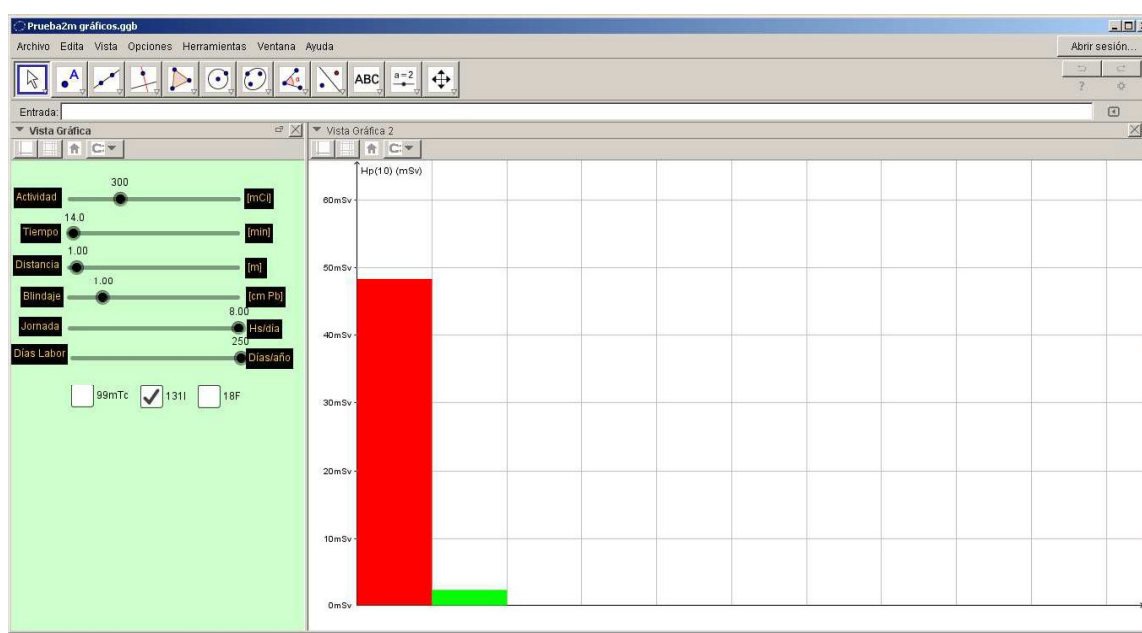 Prueba2m gráficos.ggb
Archivo Edita Vista Opciones Herramientas Ventana Ayuda
Abrir sesión...
ABC
a=2
Entrada:
Vista Gráfica
Vista Gráfica 2
300
Actividad [mCi]
14.0
Tiempo [min]
1.00
Distancia [m]
1.00
Blindaje [cm Pb]
8.00
Jornada Hs/día
250
Días Labor Días/año
99mTc 131I 18F
Hp(10) (mSv)
60mSv
50mSv
40mSv
30mSv
20mSv
10mSv
0mSv